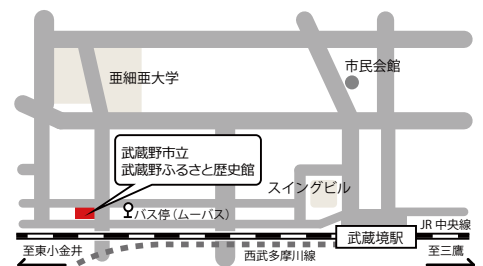 市民会館
亜細亜大学
武蔵野市立
武蔵野ふるさと歴史館
スイングビル
バス停（ムーバス）
JR 中央線
武蔵境駅
至東小金井
西武多摩川線
至三鷹